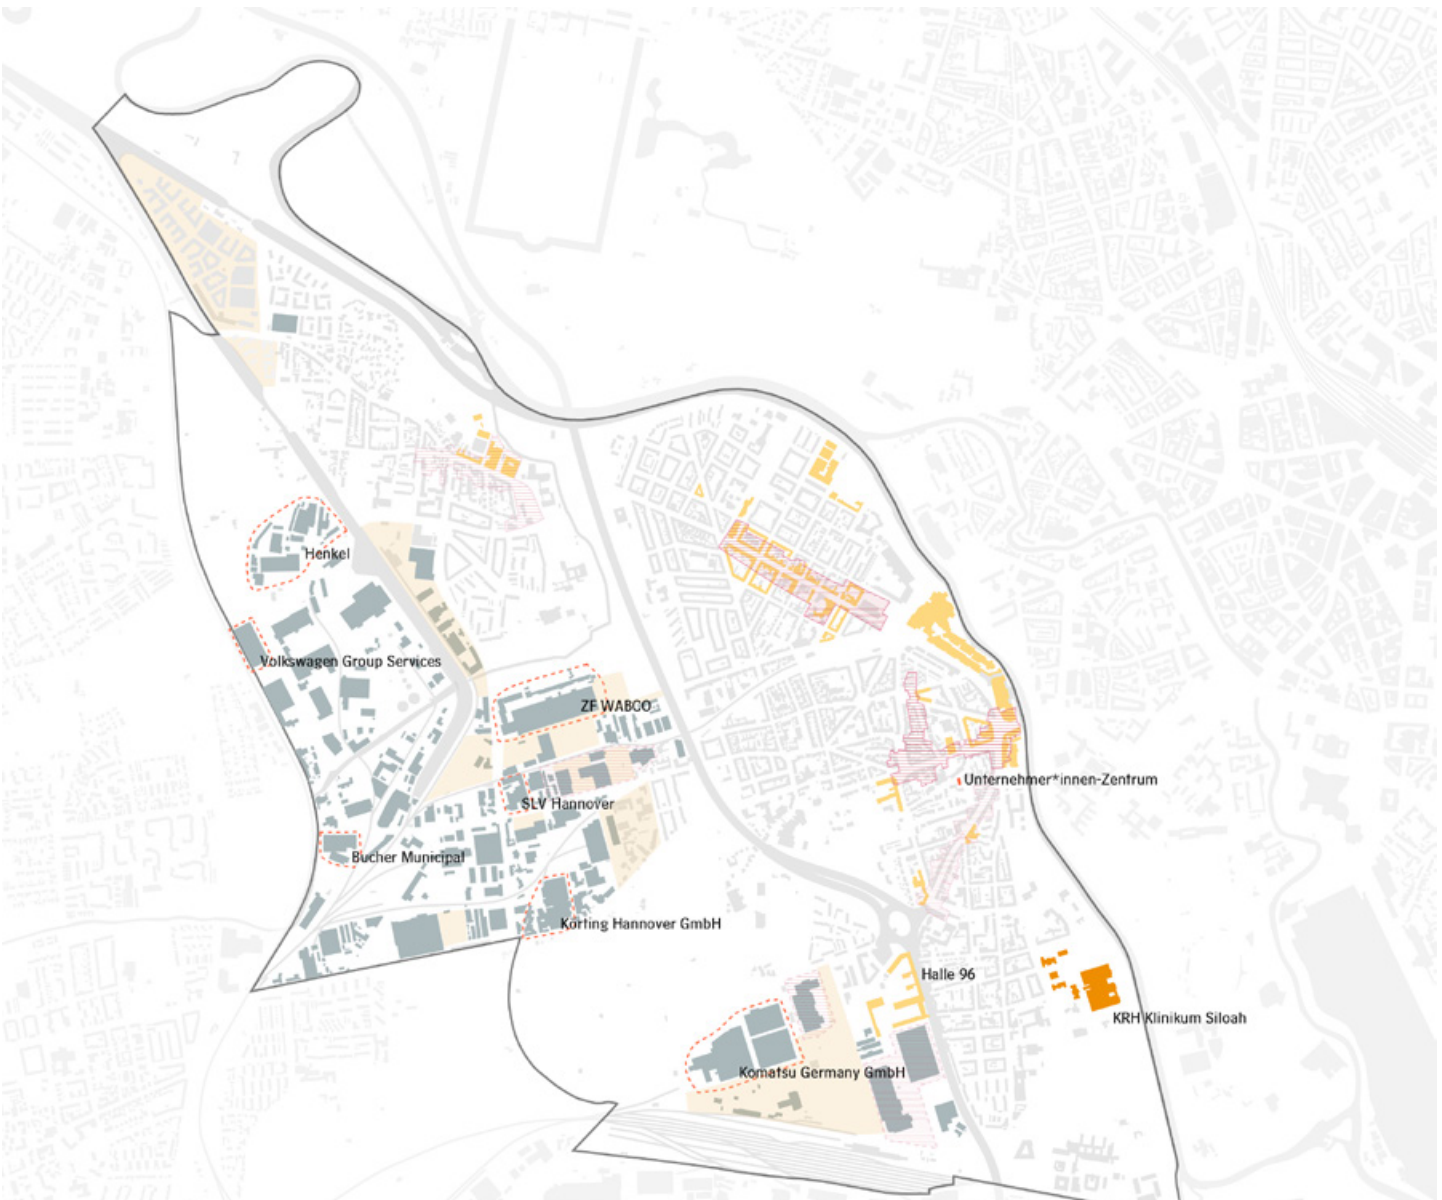 Henkel
Volkswagen Group Services
ZF WABCO
Unternehmer*innen-Zentrum
SLV Hannover
Bucher Municipal
Körting Hannover GmbH
Halle 96
KRH Klinikum Siloah
Komatsu Germany GmbH